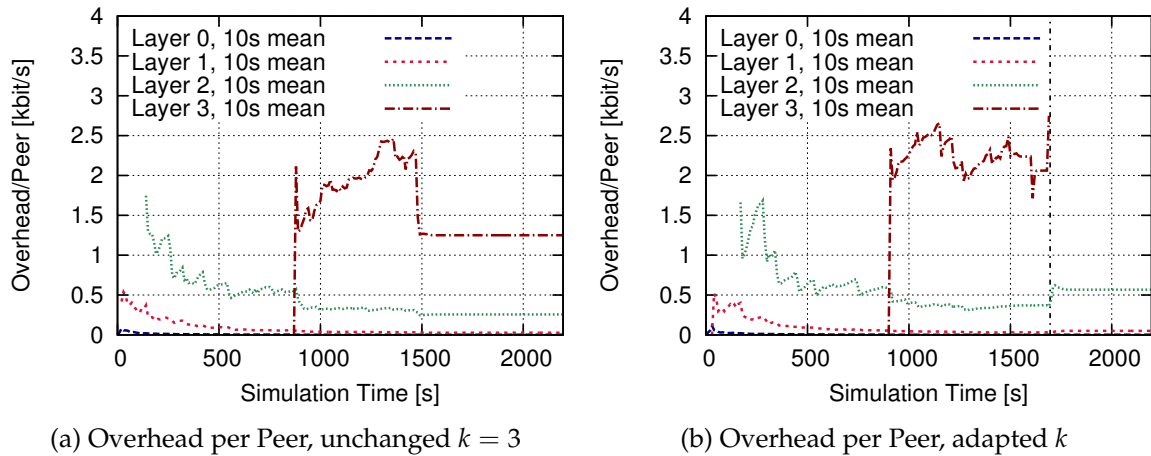 Overhead/Peer [kbit/s]
4
3.5
3
2.5
2
1.5
1
0.5
0
Layer 0, 10s mean
Layer 1, 10s mean
Layer 2, 10s mean
Layer 3, 10s mean
0 500 1000 1500 2000
Simulation Time [s]
(a) Overhead per Peer, unchanged k = 3
Overhead/Peer [kbit/s]
4
3.5
3
2.5
2
1.5
1
0.5
0
Layer 0, 10s mean
Layer 1, 10s mean
Layer 2, 10s mean
Layer 3, 10s mean
0 500 1000 1500 2000
Simulation Time [s]
(b) Overhead per Peer, adapted k